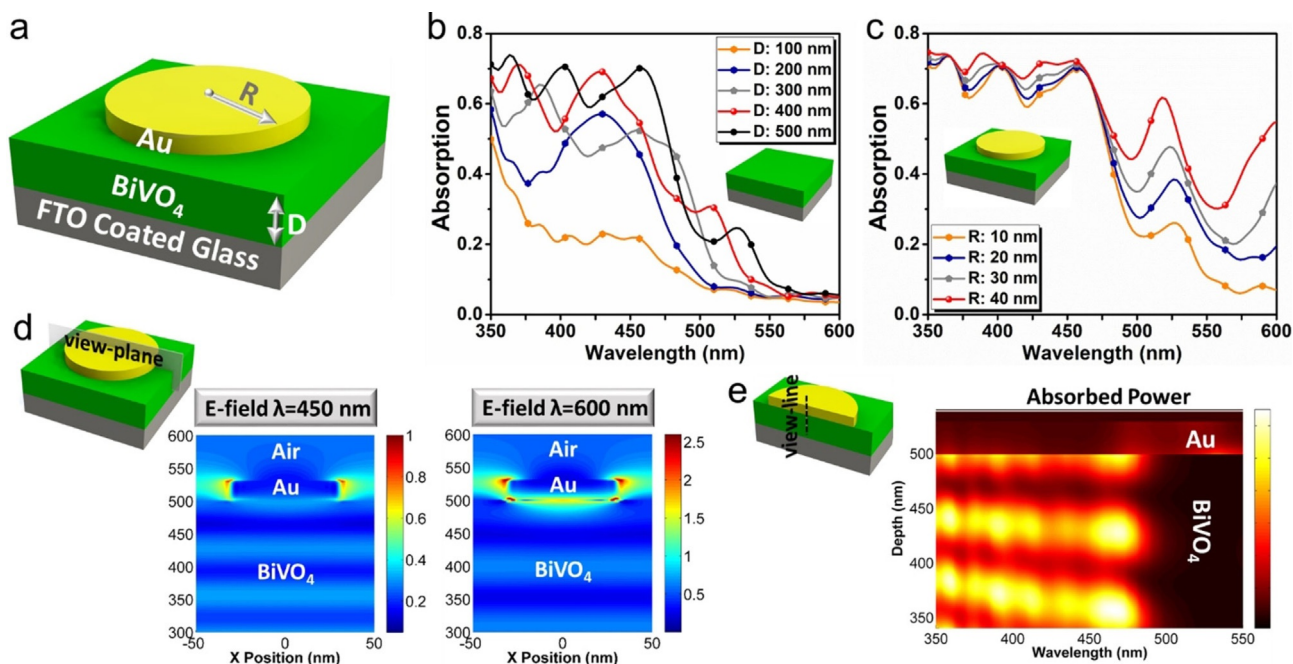 a
R
Au
BiVO4
D
FTO Coated Glass
b
0.8
0.6
0.4
0.2
0.0
Absorption
D: 100 nm
D: 200 nm
D: 300 nm
D: 400 nm
D: 500 nm
350 400 450 500 550 600
Wavelength (nm)
c
0.8
0.6
0.4
0.2
0.0
Absorption
R: 10 nm
R: 20 nm
R: 30 nm
R: 40 nm
350 400 450 500 550 600
Wavelength (nm)
d
view-plane
E-field λ=450 nm
600
550
500
450
400
350
300
Air
Au
BiVO4
-50 0 50
X Position (nm)
1
0.8
0.6
0.4
0.2
E-field λ=600 nm
600
550
500
450
400
350
300
Air
Au
BiVO4
-50 0 50
X Position (nm)
2.5
2
1.5
1
0.5
e
view-line
Absorbed Power
Au
BiVO4
500
450
400
350
Depth (nm)
350 400 450 500 550
Wavelength (nm)